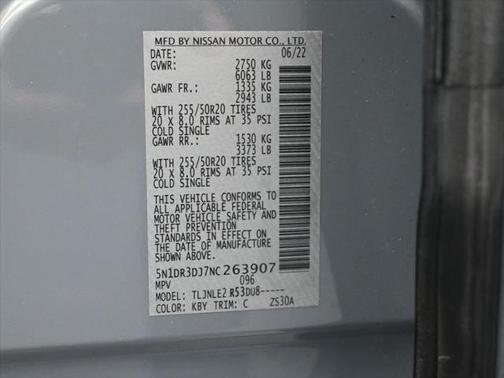 MFD BY NISSAN MOTOR CO., LTD.
DATE: 06/22
GVWR: 2750 KG
6063 LB
GAWR FR.: 1335 KG
2943 LB
WITH 255/50R20 TIRES
20 X 8.0 RIMS AT 35 PSI
COLD SINGLE
GAWR RR.: 1530 KG
3373 LB
WITH 255/50R20 TIRES
20 X 8.0 RIMS AT 35 PSI
COLD SINGLE
THIS VEHICLE CONFORMS TO
ALL APPLICABLE FEDERAL
MOTOR VEHICLE SAFETY AND
THEFT PREVENTION
STANDARDS IN EFFECT ON
THE DATE OF MANUFACTURE
SHOWN ABOVE.
5N1DR3DJ7NC263907
MPV 096
MODEL: TLJNLE2 R53DU8-----
COLOR: KBY TRIM: C ZS30A